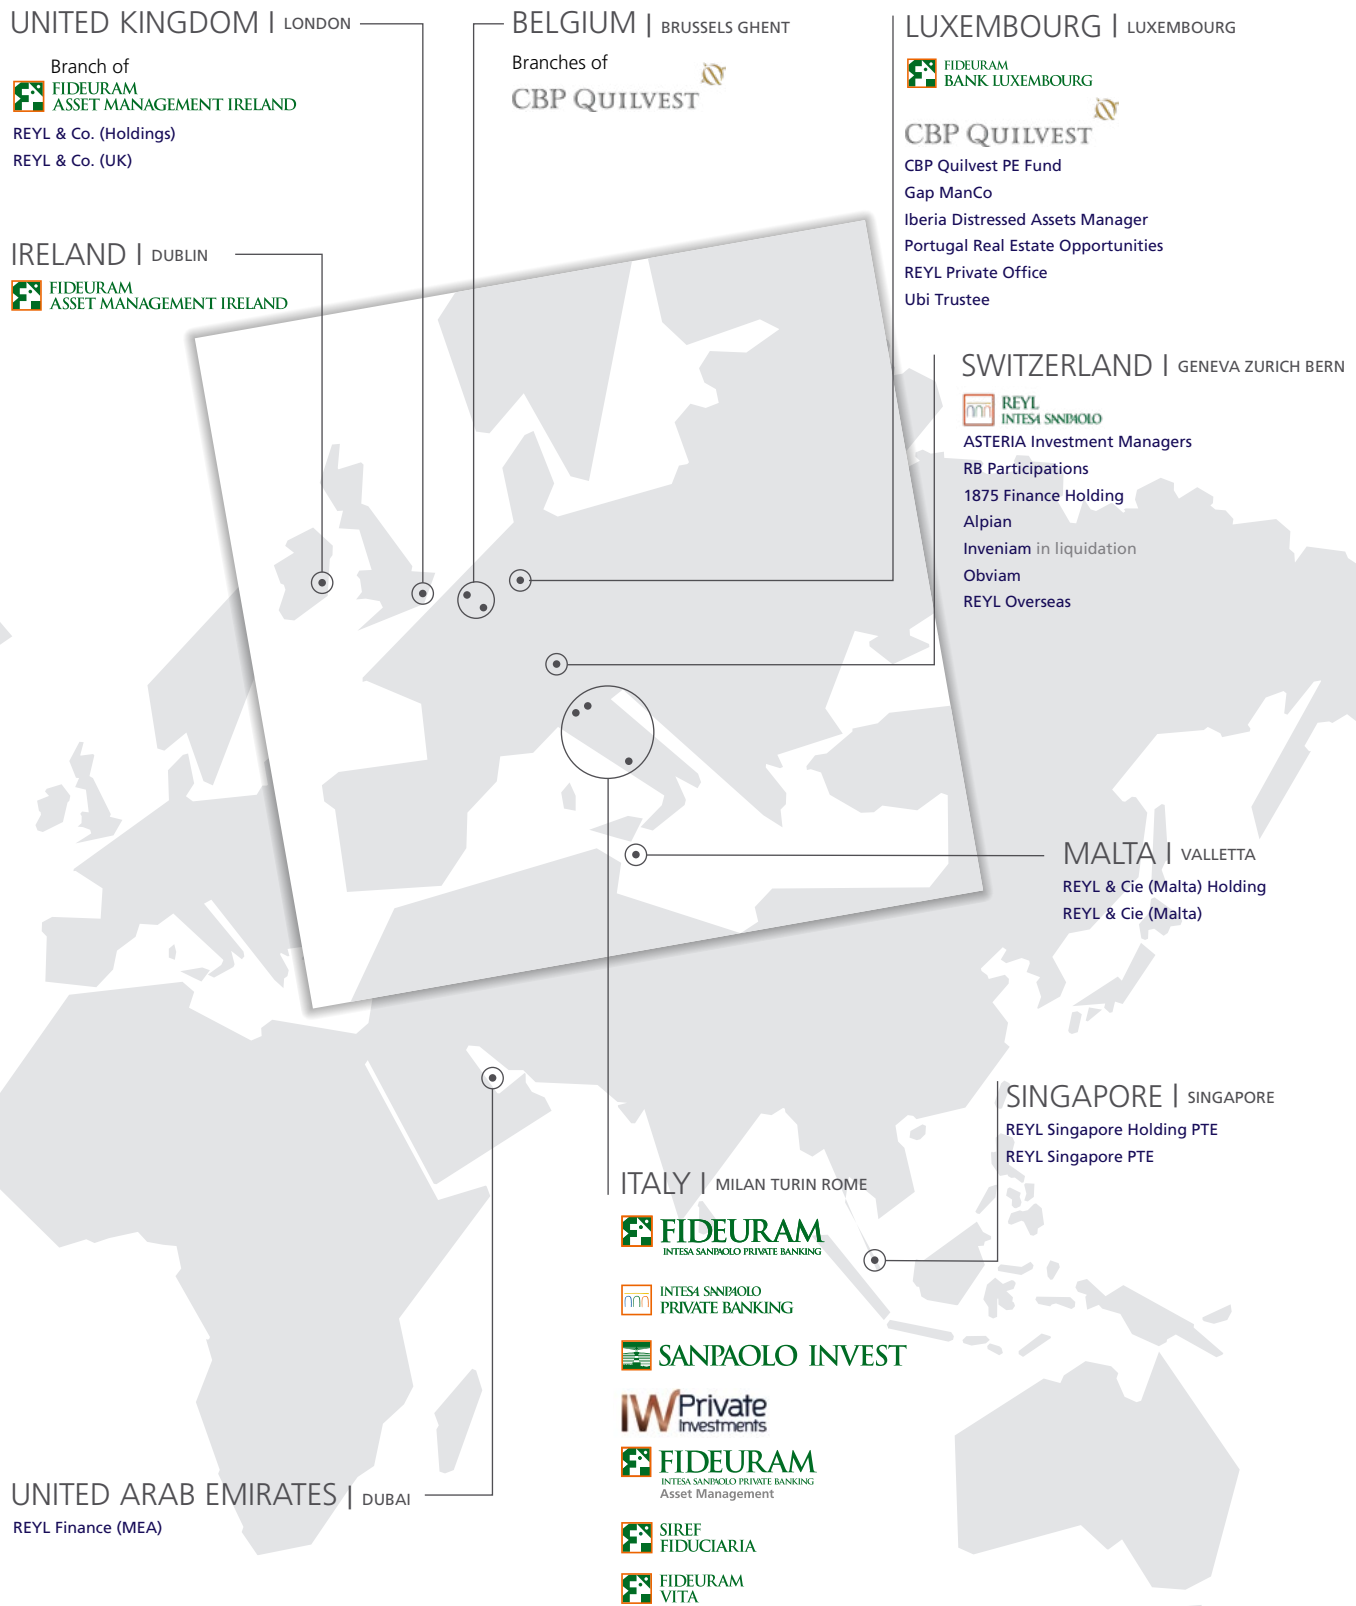 UNITED KINGDOM | LONDON
Branch of
FIDEURAM
ASSET MANAGEMENT IRELAND
REYL & Co. (Holdings)
REYL & Co. (UK)
BELGIUM | BRUSSELS GHENT
Branches of
CBP QUILVEST
LUXEMBOURG | LUXEMBOURG
FIDEURAM
BANK LUXEMBOURG
CBP QUILVEST
CBP Quilvest PE Fund
Gap ManCo
Iberia Distressed Assets Manager
Portugal Real Estate Opportunities
REYL Private Office
Ubi Trustee
IRELAND | DUBLIN
FIDEURAM
ASSET MANAGEMENT IRELAND
SWITZERLAND | GENEVA ZURICH BERN
REYL
INTESA SANPAOLO
ASTERIA Investment Managers
RB Participations
1875 Finance Holding
Alpian
Inveniam in liquidation
Obviam
REYL Overseas
MALTA | VALLETTA
REYL & Cie (Malta) Holding
REYL & Cie (Malta)
SINGAPORE | SINGAPORE
REYL Singapore Holding PTE
REYL Singapore PTE
ITALY | MILAN TURIN ROME
FIDEURAM
INTESA SANPAOLO PRIVATE BANKING
INTESA SANPAOLO
PRIVATE BANKING
SANPAOLO INVEST
IW Private
Investments
FIDEURAM
INTESA SANPAOLO PRIVATE BANKING
Asset Management
SIREF
FIDUCIARIA
FIDEURAM
VITA
UNITED ARAB EMIRATES | DUBAI
REYL Finance (MEA)